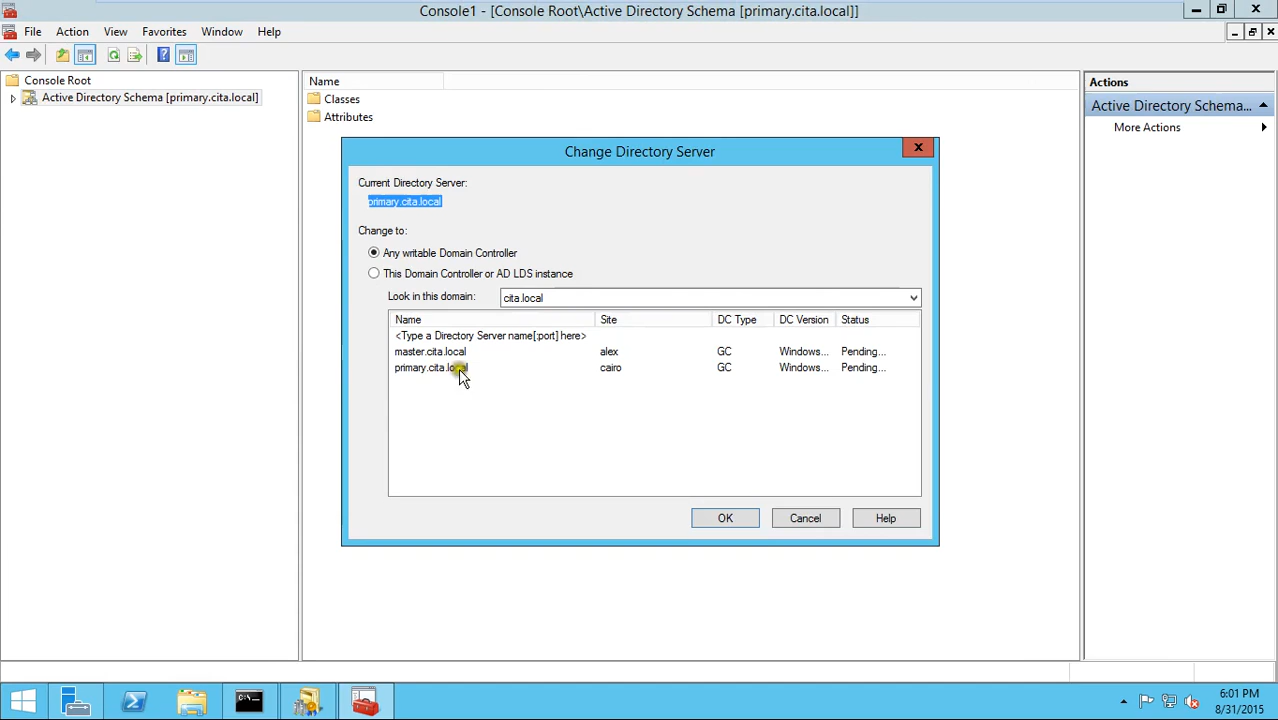 Console1 - [Console Root\Active Directory Schema [primary.cita.local]]
File Action View Favorites Window Help
Console Root
Active Directory Schema [primary.cita.local]
Name
Classes
Attributes
Actions
Active Directory Schema...
More Actions
Change Directory Server
Current Directory Server:
primary.cita.local
Change to:
Any writable Domain Controller
This Domain Controller or AD LDS instance
Look in this domain: cita.local
Name Site DC Type DC Version Status
<Type a Directory Server name[:port] here>
master.cita.local alex GC Windows... Pending...
primary.cita.local cairo GC Windows... Pending...
OK Cancel Help
6:01 PM
8/31/2015